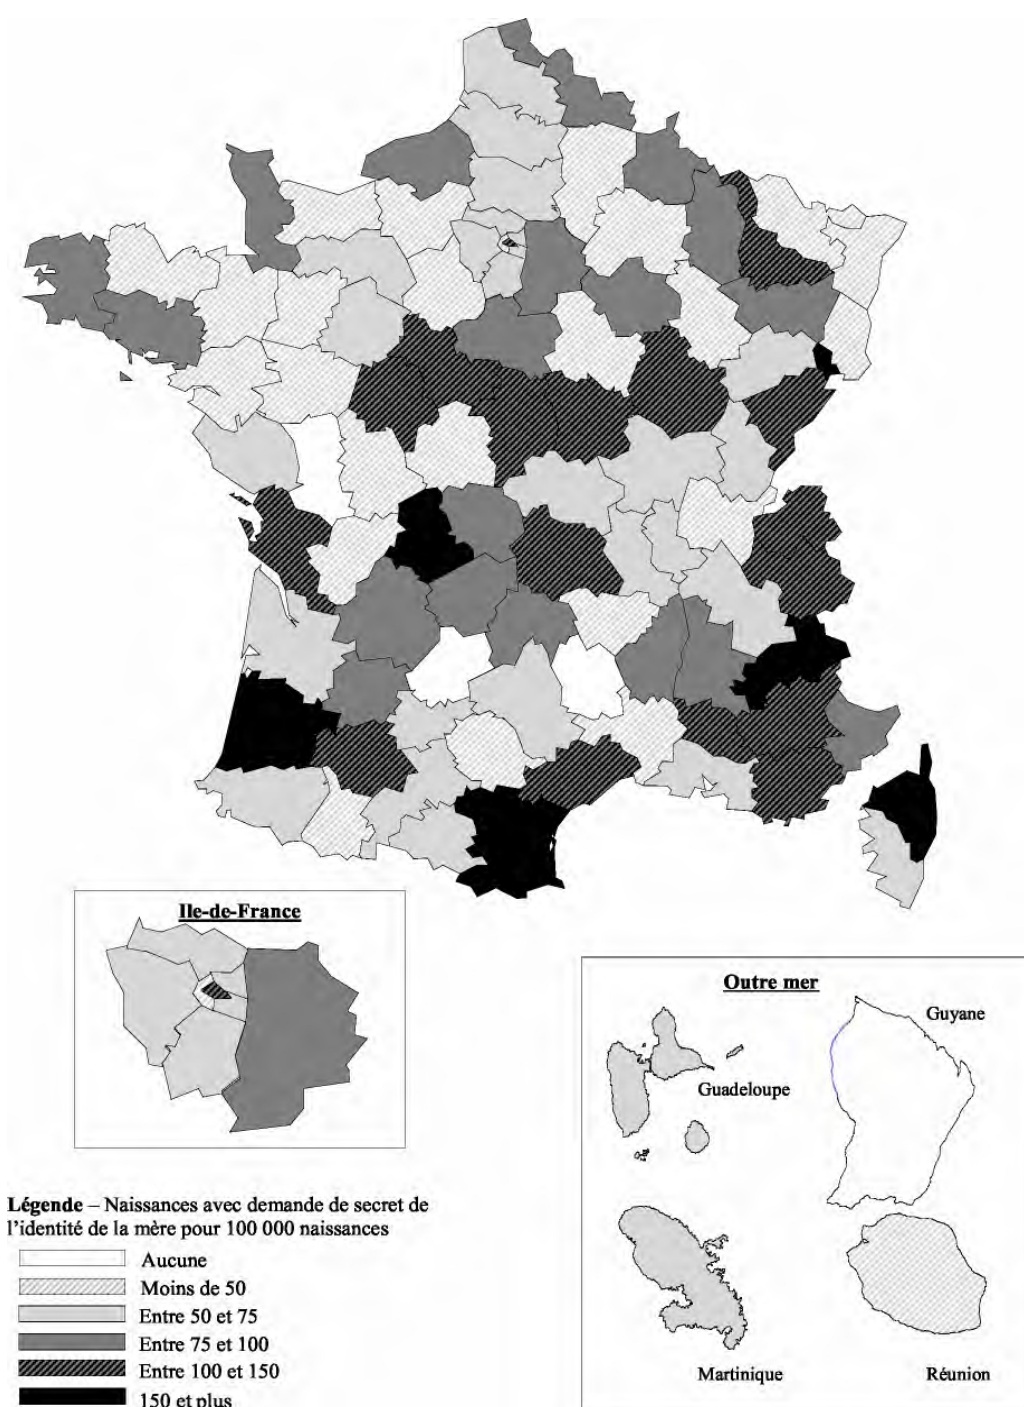 Ile-de-France
Outre mer
Guyane
Guadeloupe
Martinique
Réunion
Légende – Naissances avec demande de secret de
l'identité de la mère pour 100 000 naissances
Aucune
Moins de 50
Entre 50 et 75
Entre 75 et 100
Entre 100 et 150
150 et plus